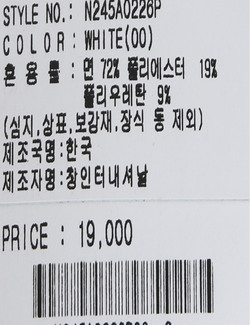 STYLE NO.: N245A0226P
COLOR: WHITE(00)
혼용률: 면 72% 폴리에스터 19%
폴리우레탄 9%
(심지,상표,보강재,장식 등 제외)
제조국명:한국
제조자명:창인터내셔날
PRICE : 19,000